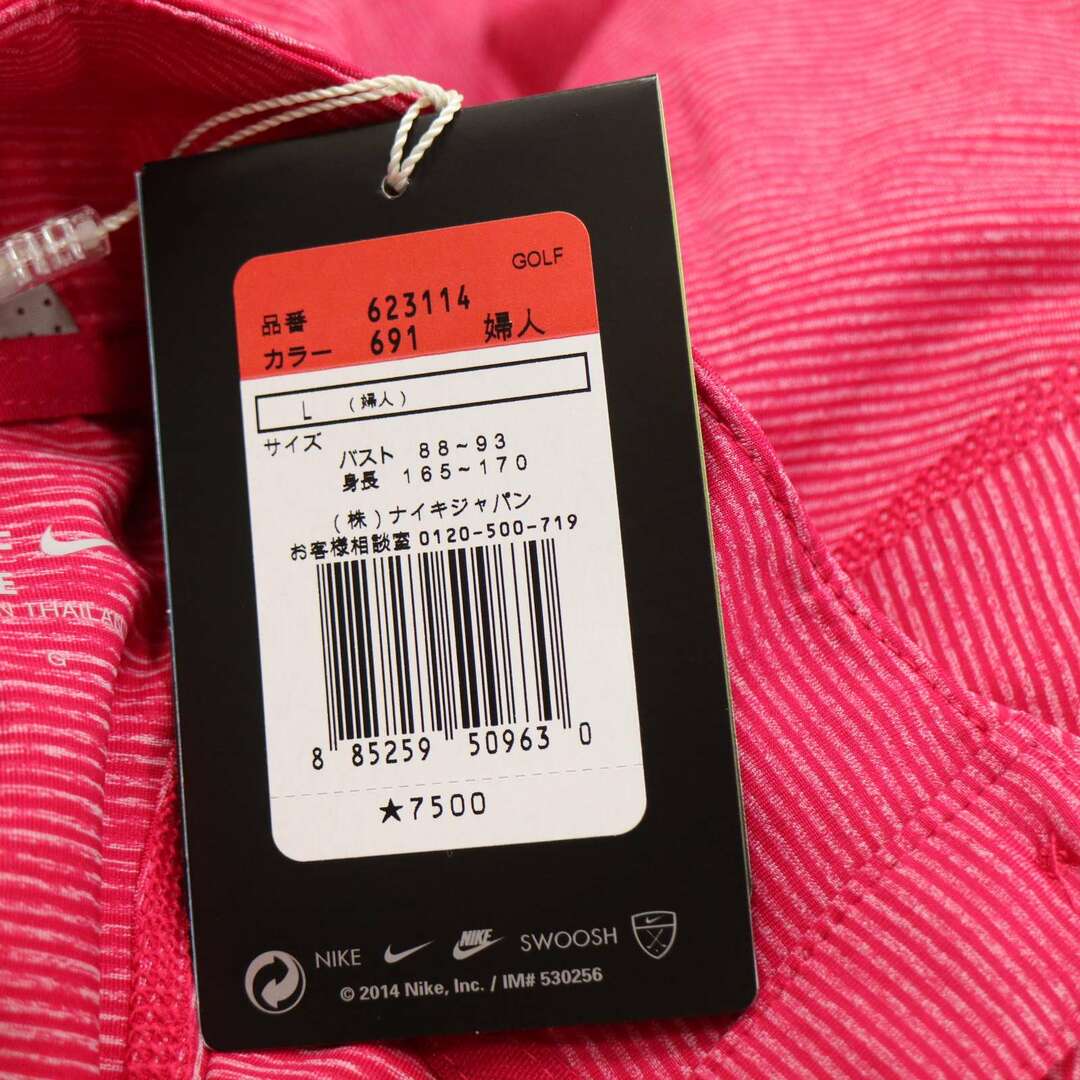 GOLF
品番 623114
カラー 691 婦人
L (婦人)
サイズ
バスト 88~93
身長 165~170
(株)ナイキジャパン
お客様相談室 0120-500-719
8 85259 50963 0
★7500
NIKE NIKE SWOOSH
© 2014 Nike, Inc. / IM# 530256
THAILAN
G